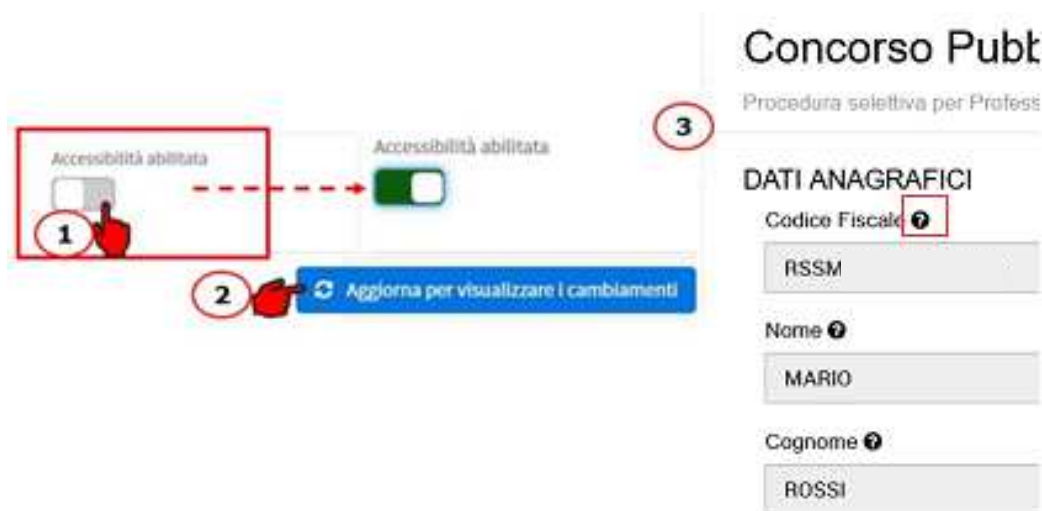 Accessibilità abilitata
1
Accessibilità abilitata
2
Aggiorna per visualizzare i cambiamenti
3
Concorso Pubb
Procedura selettiva per Profess
DATI ANAGRAFICI
Codice Fiscale ?
RSSM
Nome ?
MARIO
Cognome ?
ROSSI